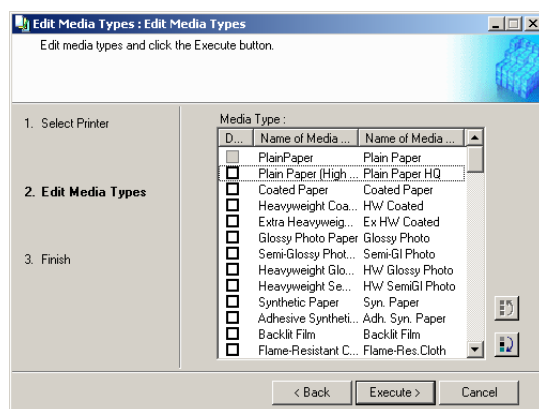 Edit Media Types : Edit Media Types
Edit media types and click the Execute button.
1. Select Printer
2. Edit Media Types
3. Finish
Media Type :
D... Name of Media ... Name of Media ...
PlainPaper Plain Paper
Plain Paper (High ... Plain Paper HQ
Coated Paper Coated Paper
Heavyweight Coa... HW Coated
Extra Heavyweig... Ex HW Coated
Glossy Photo Paper Glossy Photo
Semi-Glossy Phot... Semi-Gl Photo
Heavyweight Glo... HW Glossy Photo
Heavyweight Se... HW SemiGl Photo
Synthetic Paper Syn. Paper
Adhesive Syntheti... Adh. Syn. Paper
Backlit Film Backlit Film
Flame-Resistant C... Flame-Res.Cloth
< Back Execute > Cancel